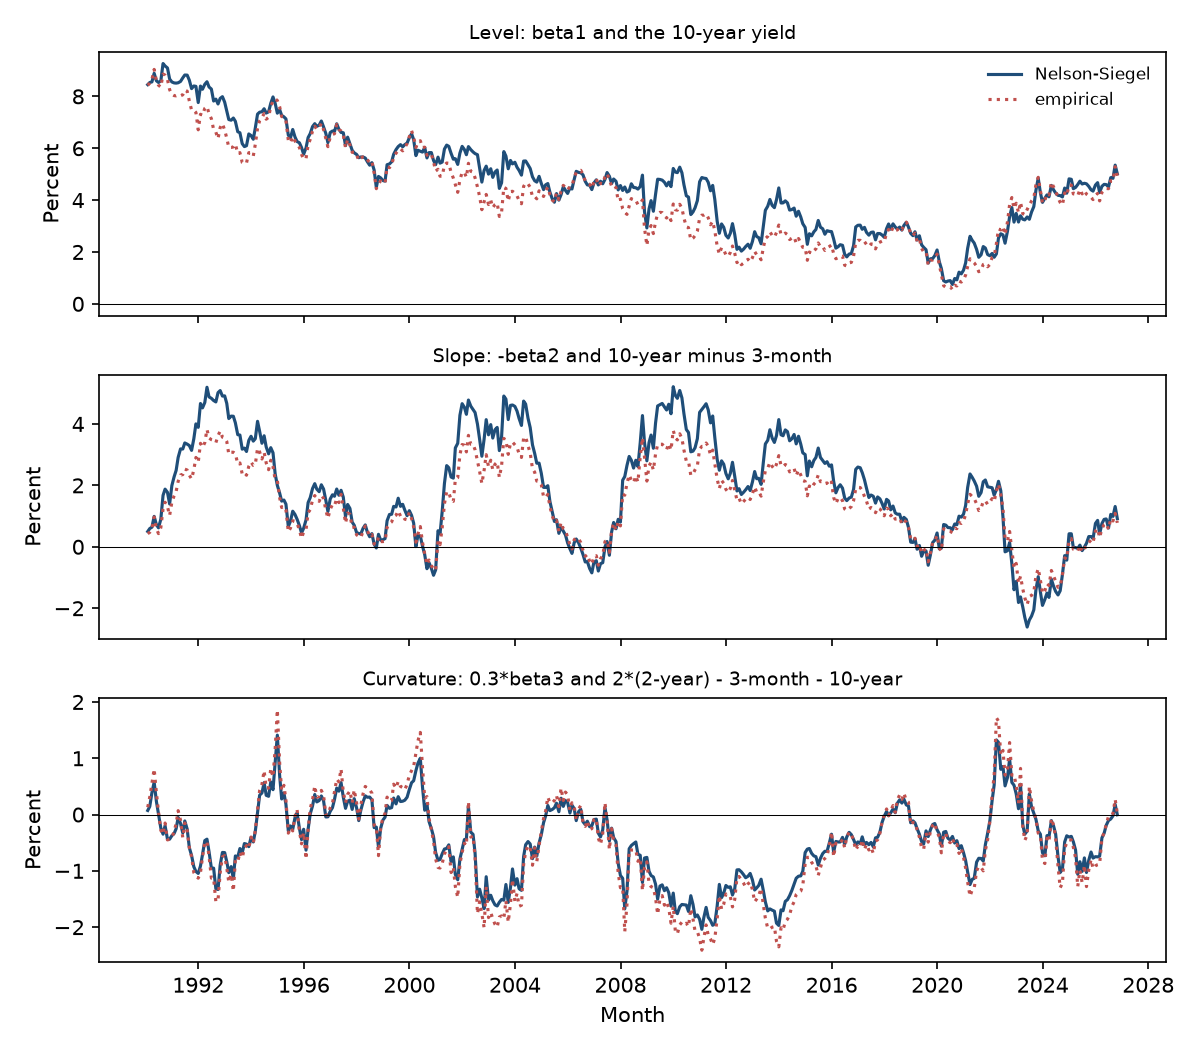 Level: beta1 and the 10-year yield
Percent
8
6
4
2
0
Nelson-Siegel
empirical
Slope: -beta2 and 10-year minus 3-month
Percent
4
2
0
−2
Curvature: 0.3*beta3 and 2*(2-year) - 3-month - 10-year
Percent
2
1
0
−1
−2
1992 1996 2000 2004 2008 2012 2016 2020 2024 2028
Month